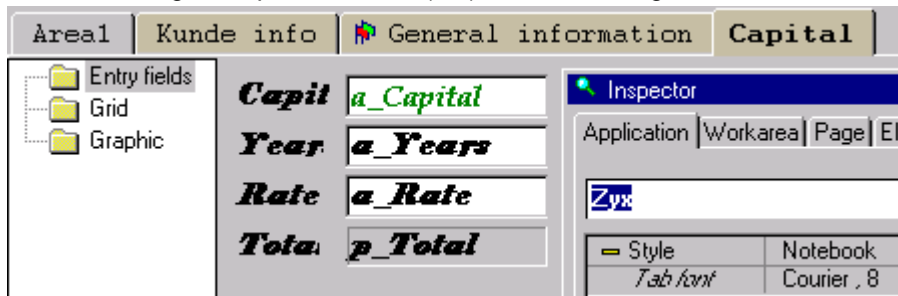 Area1 Kunde info General information Capital
Entry fields
Grid
Graphic
Capit a_Capital
Year a_Years
Rate a_Rate
Tota p_Total
Inspector
Application Workarea Page El
Zyx
Style Notebook
Tab font Courier , 8